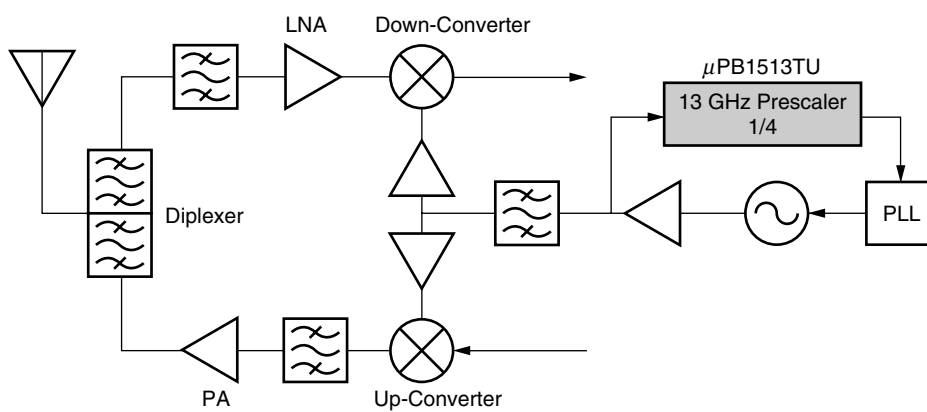 LNA
Down-Converter
μPB1513TU
13 GHz Prescaler
1/4
Diplexer
PLL
PA
Up-Converter